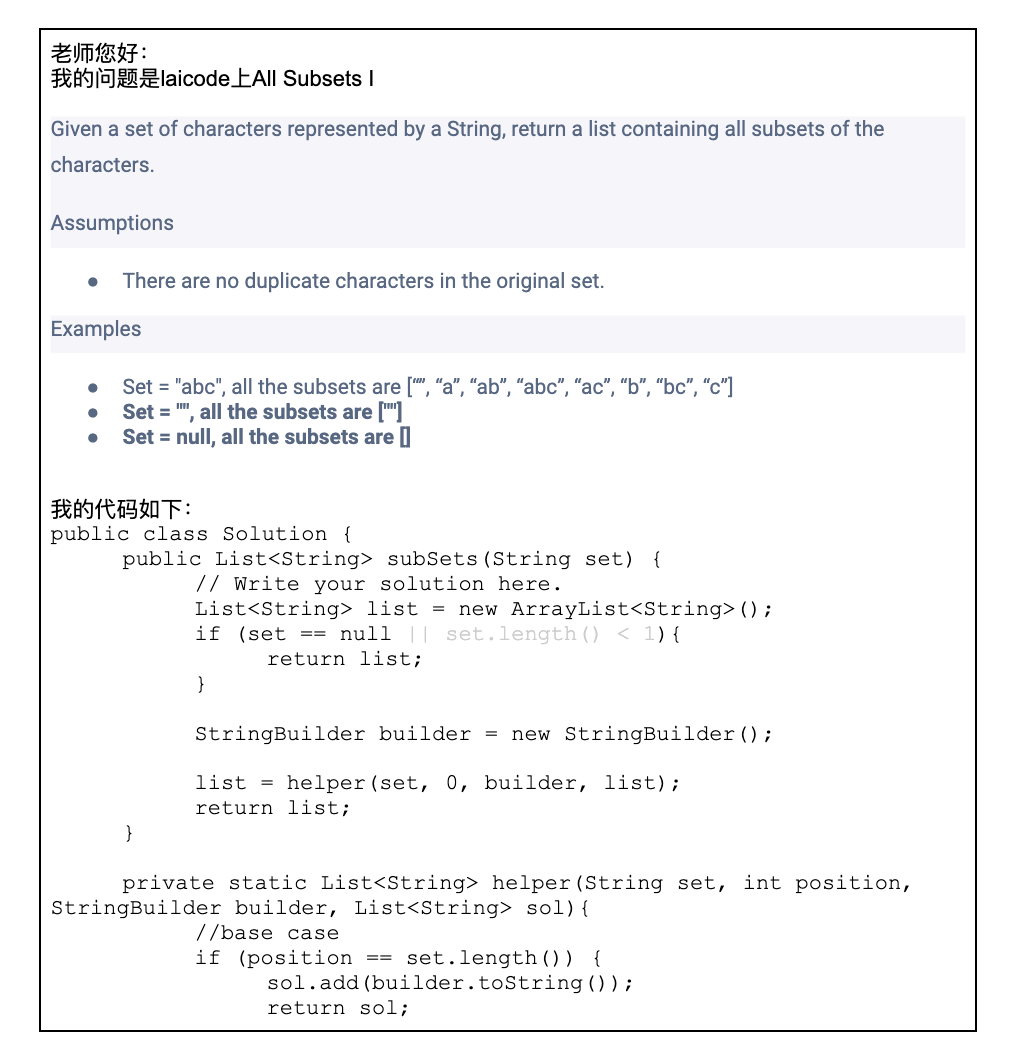 老师您好：
我的问题是laicode上All Subsets I
Given a set of characters represented by a String, return a list containing all subsets of the
characters.
Assumptions
● There are no duplicate characters in the original set.
Examples
● Set = "abc", all the subsets are [“”, “a”, “ab”, “abc”, “ac”, “b”, “bc”, “c”]
● Set = "", all the subsets are [""]
● Set = null, all the subsets are []
我的代码如下：
public class Solution {
public List<String> subSets(String set) {
// Write your solution here.
List<String> list = new ArrayList<String>();
if (set == null || set.length() < 1){
return list;
}
StringBuilder builder = new StringBuilder();
list = helper(set, 0, builder, list);
return list;
}
private static List<String> helper(String set, int position,
StringBuilder builder, List<String> sol){
//base case
if (position == set.length()) {
sol.add(builder.toString());
return sol;